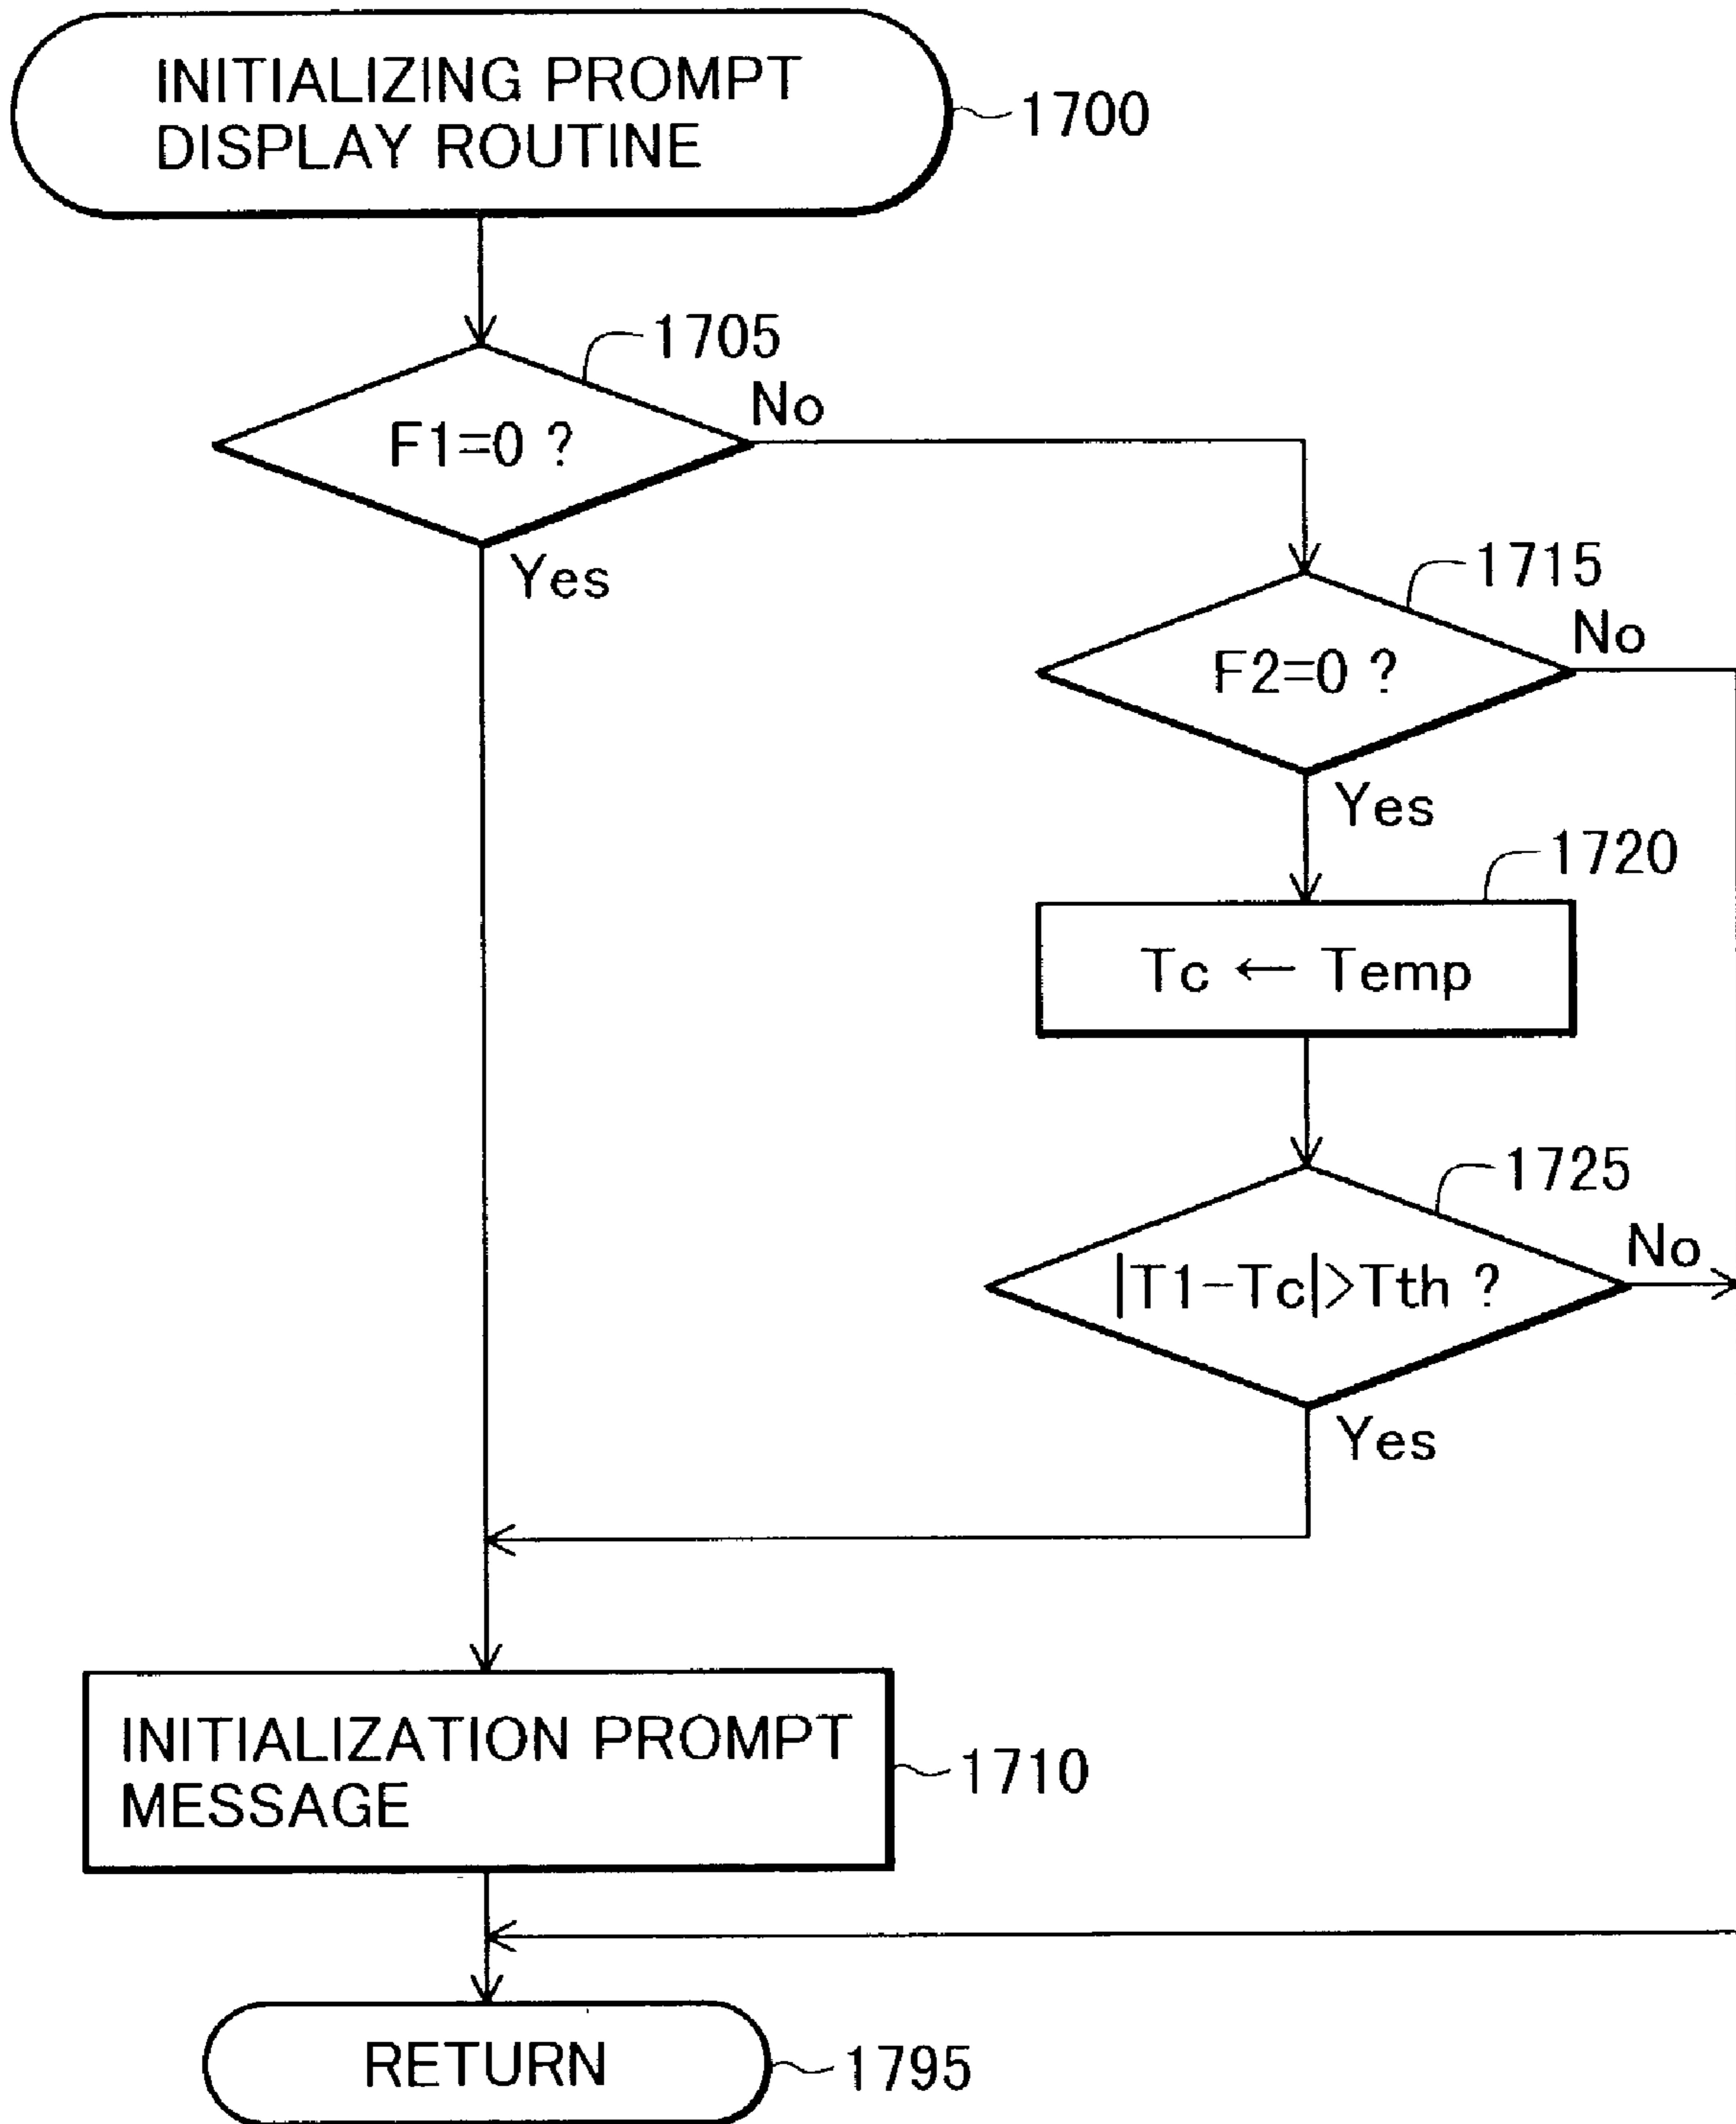 INITIALIZING PROMPT
DISPLAY ROUTINE
1700
1705
F1=0 ?
No
Yes
1715
F2=0 ?
No
Yes
1720
Tc ← Temp
1725
|T1-Tc|>Tth ?
No
Yes
INITIALIZATION PROMPT
MESSAGE
1710
RETURN
1795